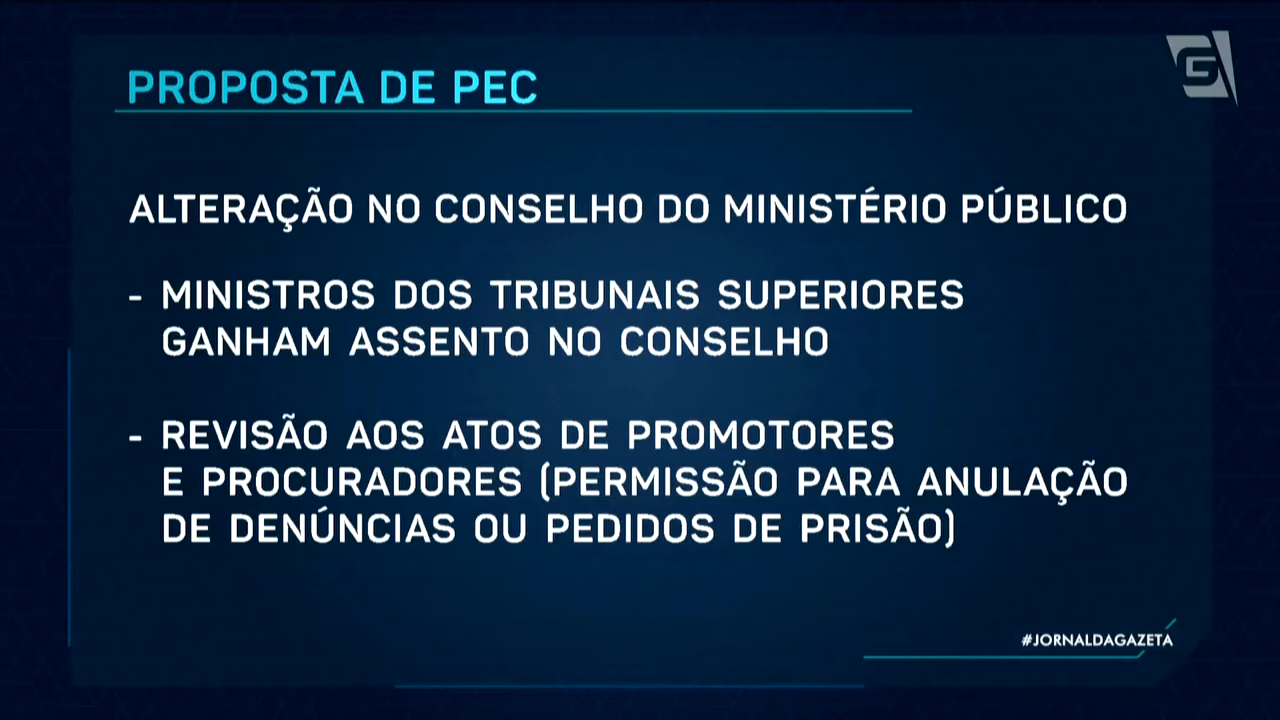 PROPOSTA DE PEC
ALTERAÇÃO NO CONSELHO DO MINISTÉRIO PÚBLICO
- MINISTROS DOS TRIBUNAIS SUPERIORES
GANHAM ASSENTO NO CONSELHO
- REVISÃO AOS ATOS DE PROMOTORES
E PROCURADORES (PERMISSÃO PARA ANULAÇÃO
DE DENÚNCIAS OU PEDIDOS DE PRISÃO)
#JORNALDAGAZETA